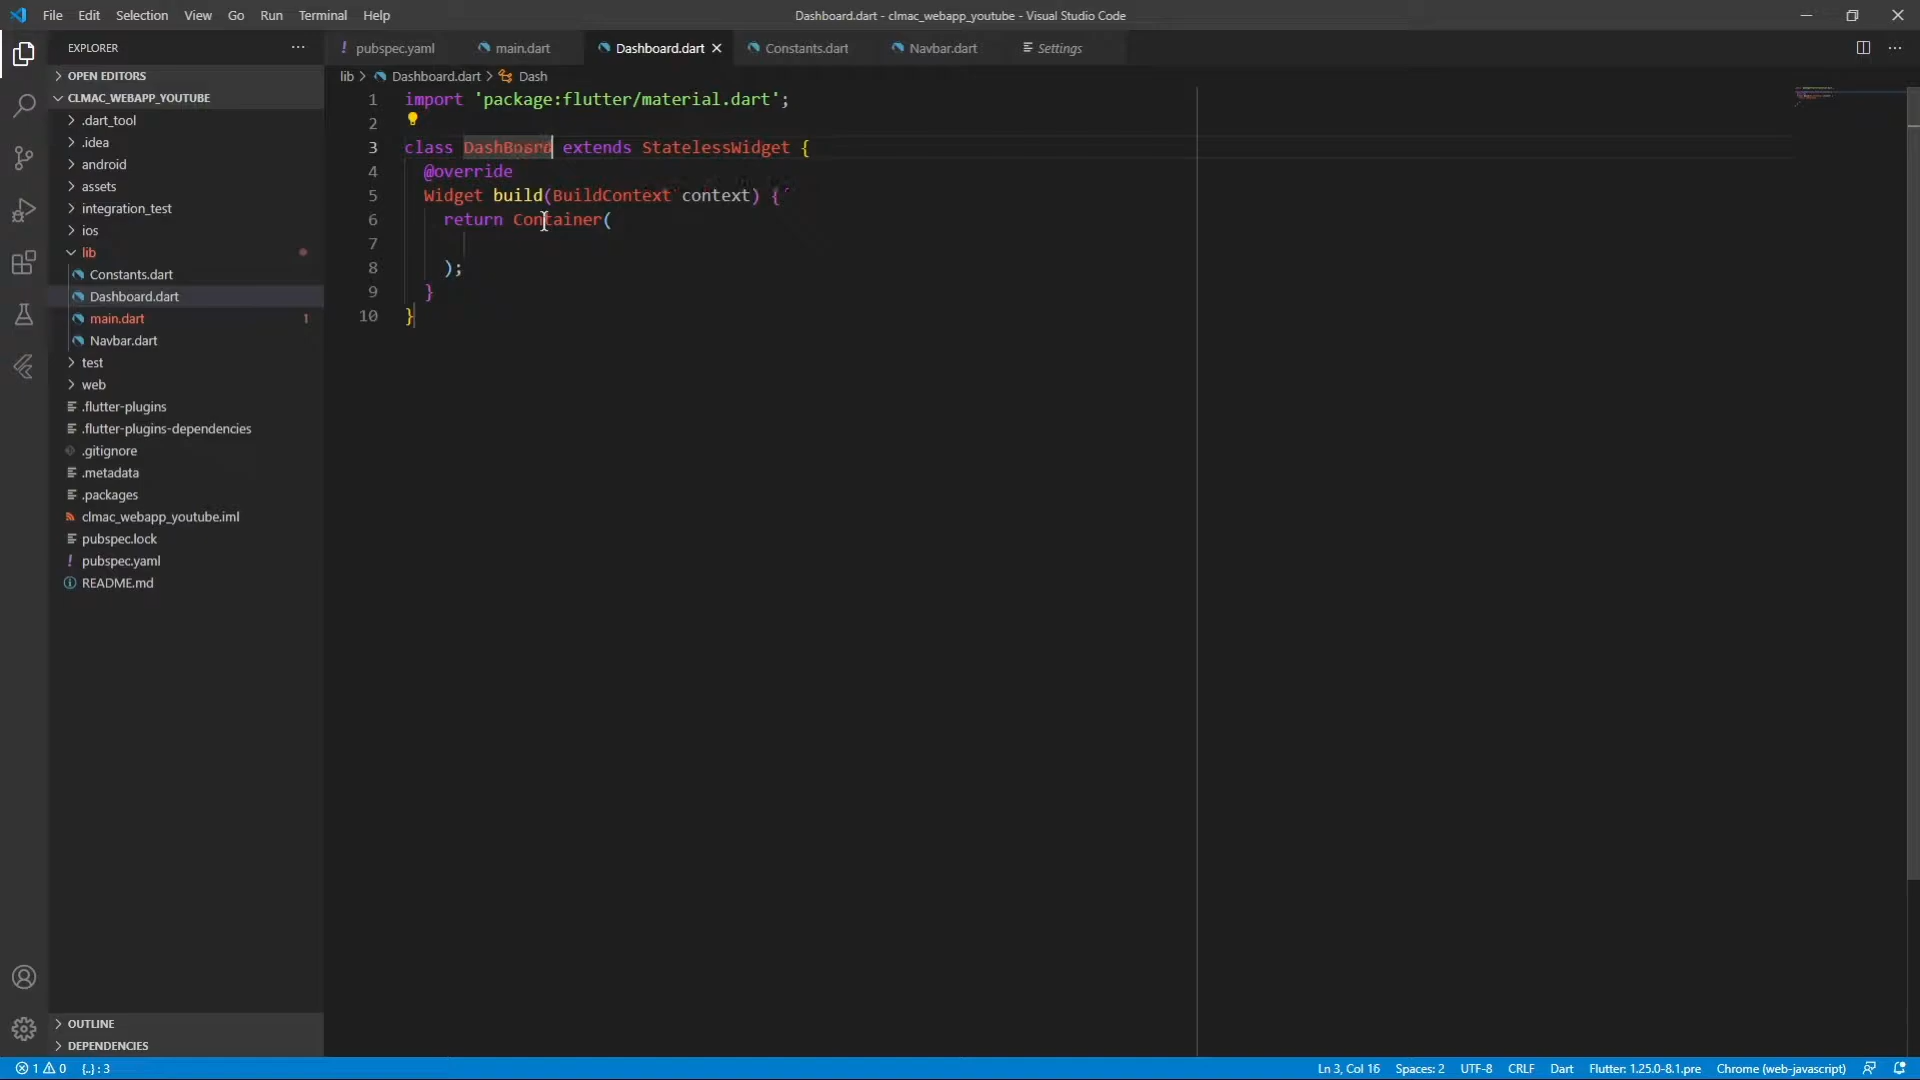 File Edit Selection View Go Run Terminal Help
Dashboard.dart - clmac_webapp_youtube - Visual Studio Code
EXPLORER
OPEN EDITORS
CLMAC_WEBAPP_YOUTUBE
.dart_tool
.idea
android
assets
integration_test
ios
lib
Constants.dart
Dashboard.dart
main.dart 1
Navbar.dart
test
web
.flutter-plugins
.flutter-plugins-dependencies
.gitignore
.metadata
.packages
clmac_webapp_youtube.iml
pubspec.lock
! pubspec.yaml
README.md
OUTLINE
DEPENDENCIES
! pubspec.yaml main.dart Dashboard.dart Constants.dart Navbar.dart Settings
lib > Dashboard.dart > Dash
1 import 'package:flutter/material.dart';
2
3 class DashBoard extends StatelessWidget {
4 @override
5 Widget build(BuildContext context) {
6 return Container(
7
8 );
9 }
10 }
1 0 {..} : 3
Ln 3, Col 16 Spaces: 2 UTF-8 CRLF Dart Flutter: 1.25.0-8.1.pre Chrome (web-javascript)